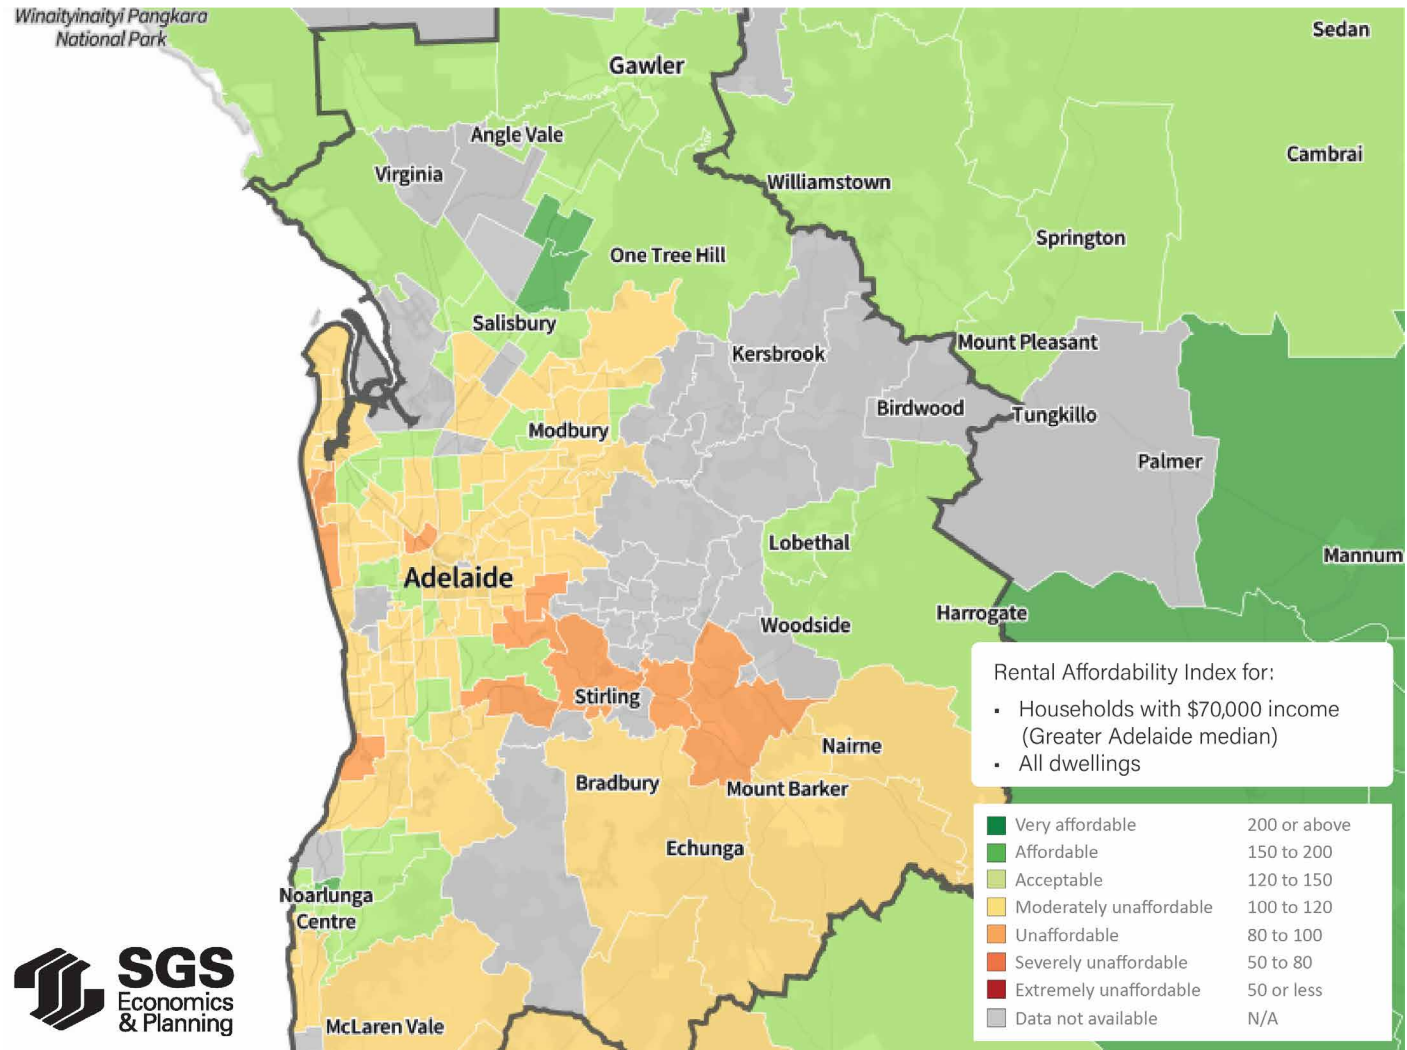 Winaityinaityi Pangkara
National Park
Sedan
Gawler
Angle Vale
Cambrai
Virginia
Williamstown
Springton
One Tree Hill
Salisbury
Kersbrook
Mount Pleasant
Birdwood
Tungkillo
Modbury
Palmer
Lobethal
Mannum
Adelaide
Harrogate
Woodside
Stirling
Nairne
Bradbury
Mount Barker
Echunga
Noarlunga
Centre
McLaren Vale
Rental Affordability Index for:
▪ Households with $70,000 income
(Greater Adelaide median)
▪ All dwellings
Very affordable 200 or above
Affordable 150 to 200
Acceptable 120 to 150
Moderately unaffordable 100 to 120
Unaffordable 80 to 100
Severely unaffordable 50 to 80
Extremely unaffordable 50 or less
Data not available N/A
SGS
Economics
& Planning